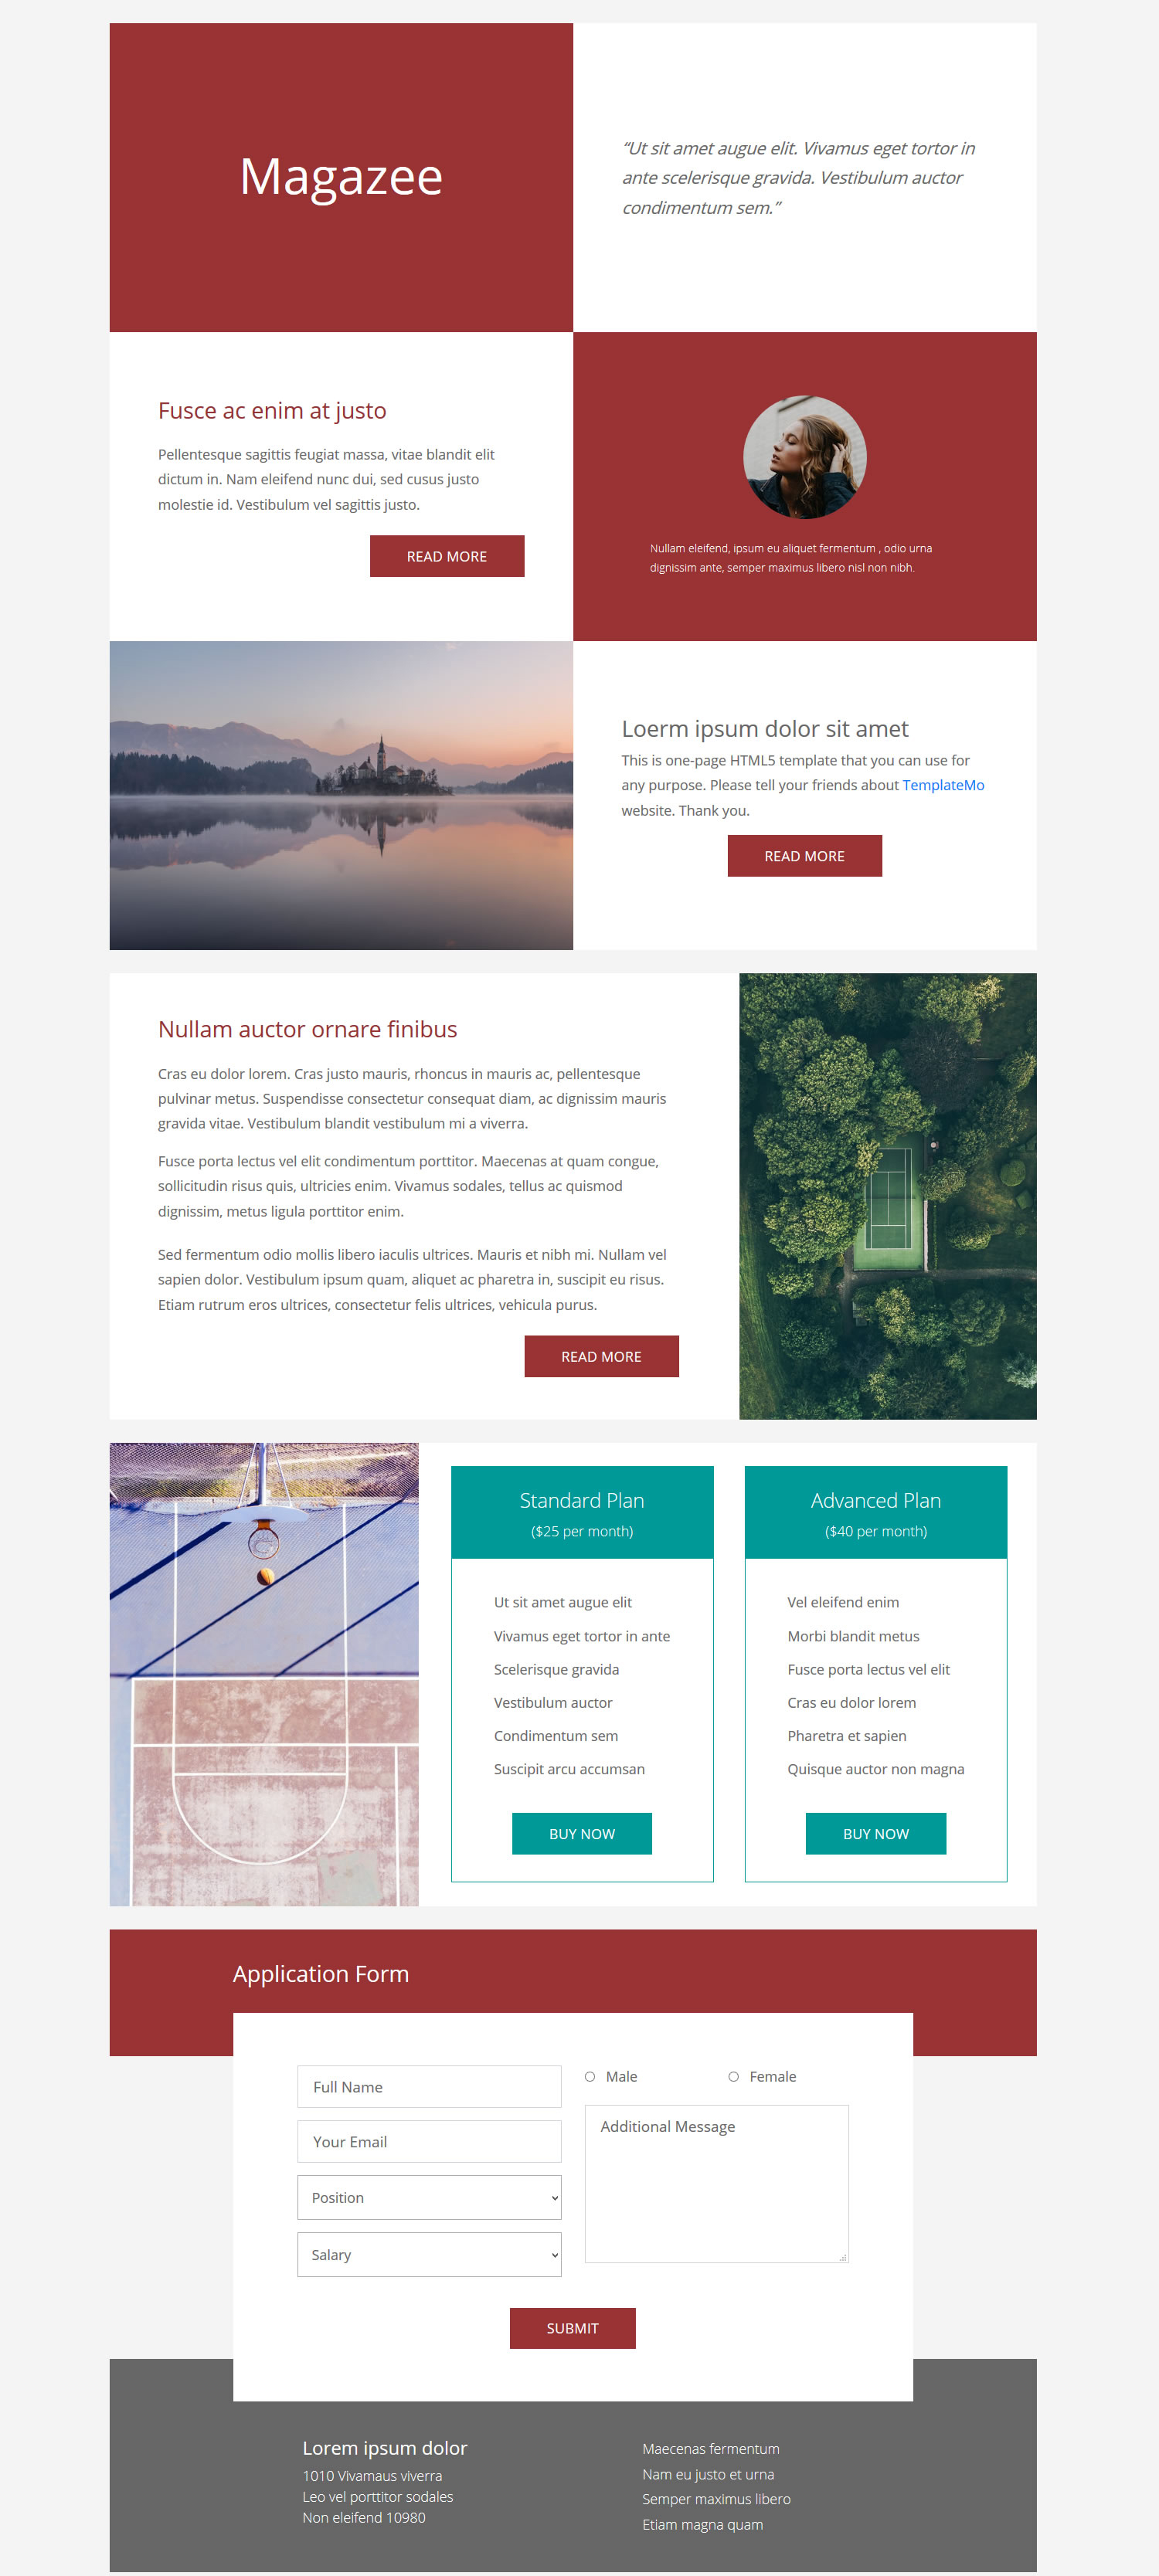 Magazee
“Ut sit amet augue elit. Vivamus eget tortor in
ante scelerisque gravida. Vestibulum auctor
condimentum sem.”
Fusce ac enim at justo
Pellentesque sagittis feugiat massa, vitae blandit elit
dictum in. Nam eleifend nunc dui, sed cusus justo
molestie id. Vestibulum vel sagittis justo.
READ MORE
Nullam eleifend, ipsum eu aliquet fermentum , odio urna
dignissim ante, semper maximus libero nisl non nibh.
Loerm ipsum dolor sit amet
This is one-page HTML5 template that you can use for
any purpose. Please tell your friends about TemplateMo
website. Thank you.
READ MORE
Nullam auctor ornare finibus
Cras eu dolor lorem. Cras justo mauris, rhoncus in mauris ac, pellentesque
pulvinar metus. Suspendisse consectetur consequat diam, ac dignissim mauris
gravida vitae. Vestibulum blandit vestibulum mi a viverra.
Fusce porta lectus vel elit condimentum porttitor. Maecenas at quam congue,
sollicitudin risus quis, ultricies enim. Vivamus sodales, tellus ac quismod
dignissim, metus ligula porttitor enim.
Sed fermentum odio mollis libero iaculis ultrices. Mauris et nibh mi. Nullam vel
sapien dolor. Vestibulum ipsum quam, aliquet ac pharetra in, suscipit eu risus.
Etiam rutrum eros ultrices, consectetur felis ultrices, vehicula purus.
READ MORE
Standard Plan
($25 per month)
Ut sit amet augue elit
Vivamus eget tortor in ante
Scelerisque gravida
Vestibulum auctor
Condimentum sem
Suscipit arcu accumsan
BUY NOW
Advanced Plan
($40 per month)
Vel eleifend enim
Morbi blandit metus
Fusce porta lectus vel elit
Cras eu dolor lorem
Pharetra et sapien
Quisque auctor non magna
BUY NOW
Application Form
Full Name
Your Email
Position
Salary
Male
Female
Additional Message
SUBMIT
Lorem ipsum dolor
1010 Vivamaus viverra
Leo vel porttitor sodales
Non eleifend 10980
Maecenas fermentum
Nam eu justo et urna
Semper maximus libero
Etiam magna quam